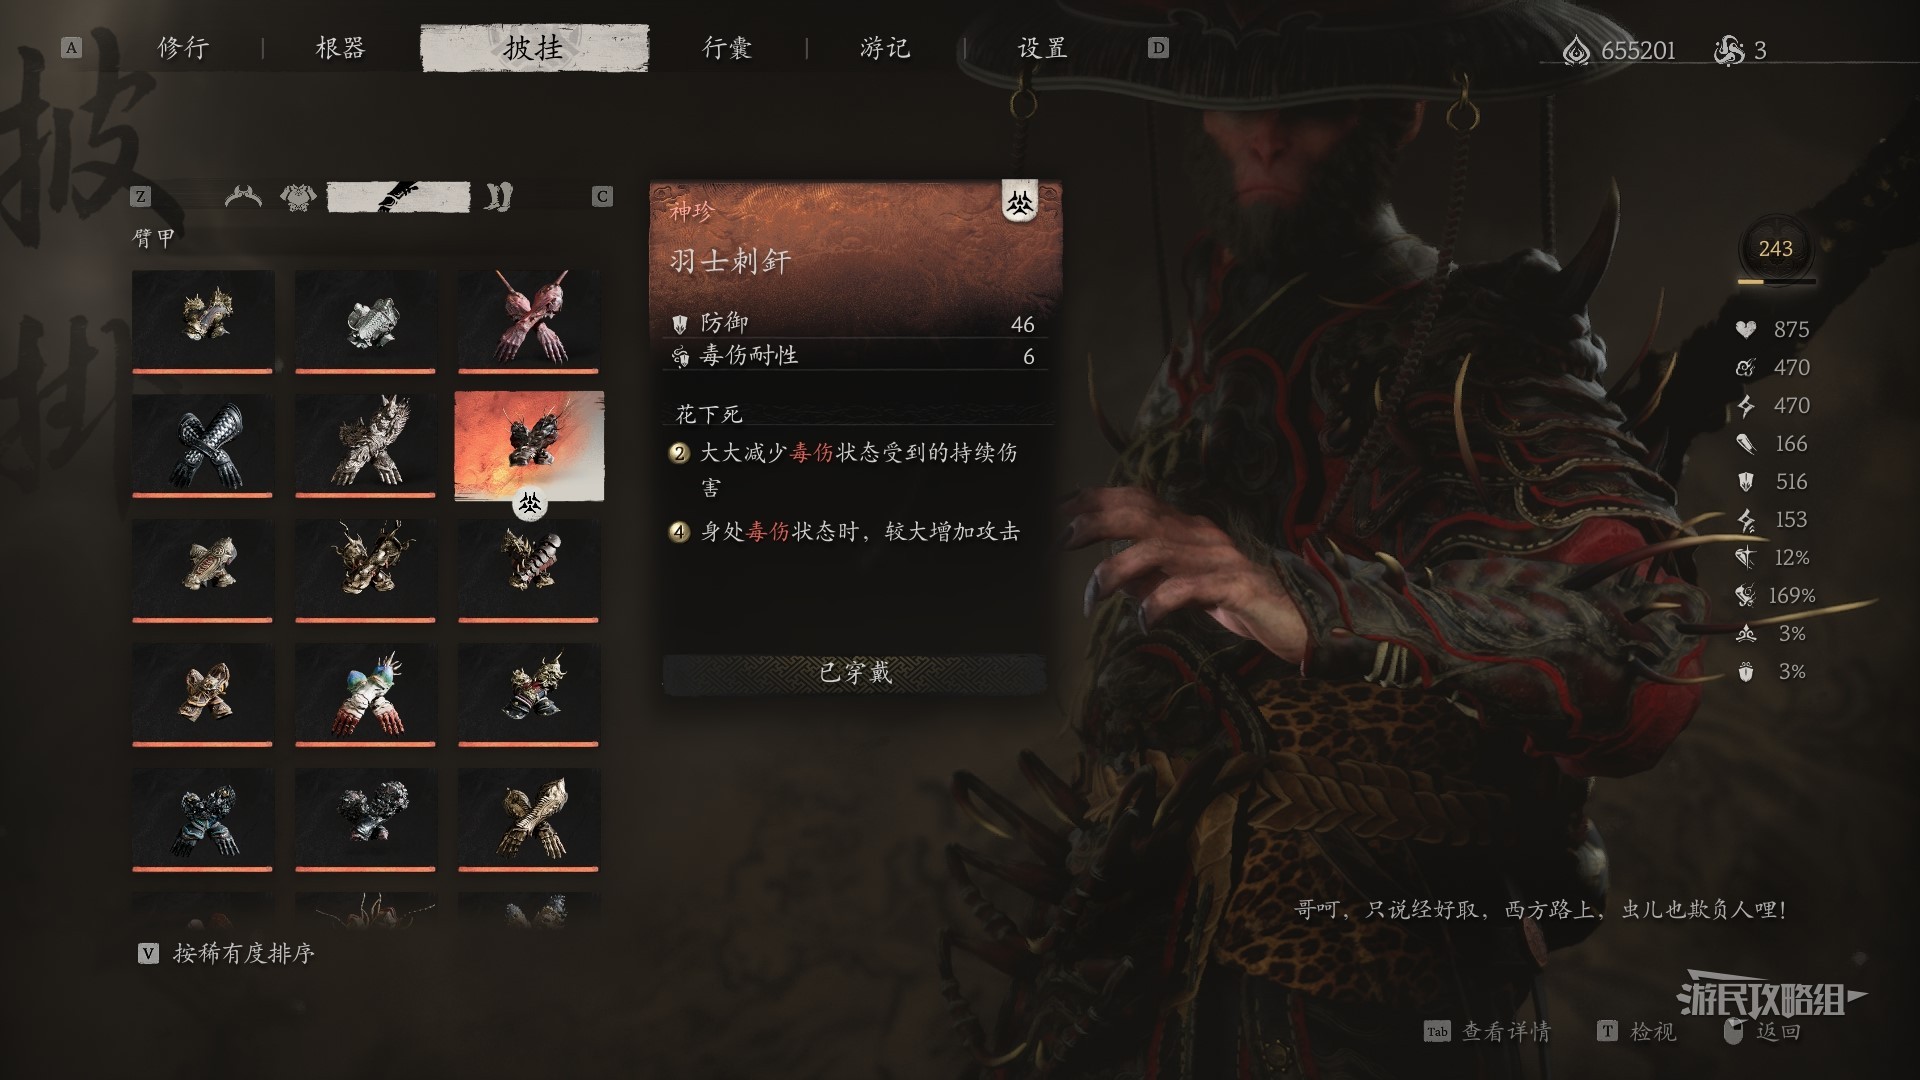 A 修行 | 根器 披挂 行囊 | 游记 | 设置 D
655201 3
披挂
Z C
臂甲
神珍
羽士刺釬
防御 46
毒伤耐性 6
花下死
2 大大减少毒伤状态受到的持续伤
害
4 身处毒伤状态时，较大增加攻击
已穿戴
243
875
470
470
166
516
153
12%
169%
3%
3%
哥呵，只说经好取，西方路上，虫儿也欺负人哩！
V 按稀有度排序
游民攻略组
Tab 查看详情 T 检视 返回